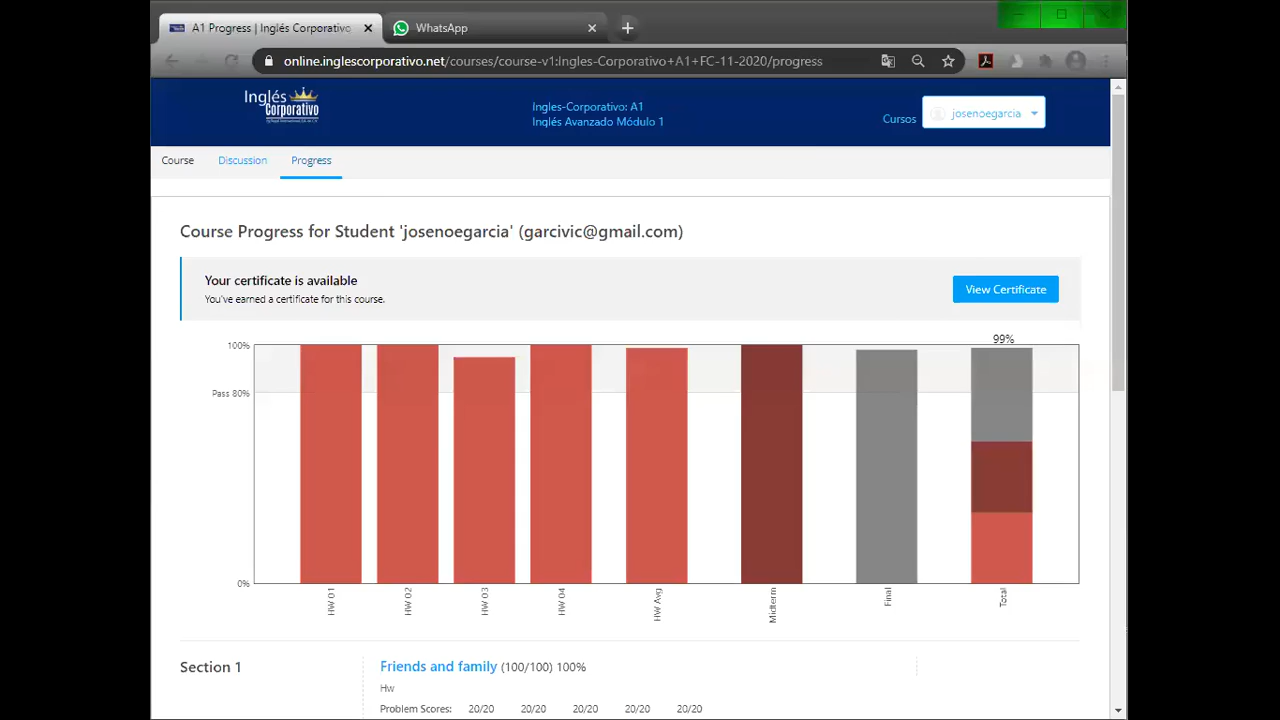 A1 Progress | Inglés Corporativo
WhatsApp
online.inglescorporativo.net/courses/course-v1:Ingles-Corporativo+A1+FC-11-2020/progress
Inglés
Corporativo
Ingles-Corporativo: A1
Inglés Avanzado Módulo 1
Cursos
josenoegarcia
Course
Discussion
Progress
Course Progress for Student 'josenoegarcia' (garcivic@gmail.com)
Your certificate is available
You've earned a certificate for this course.
View Certificate
99%
100%
Pass 80%
0%
HW 01
HW 02
HW 03
HW 04
HW Avg
Midterm
Final
Total
Section 1
Friends and family (100/100) 100%
Hw
Problem Scores: 20/20 20/20 20/20 20/20 20/20